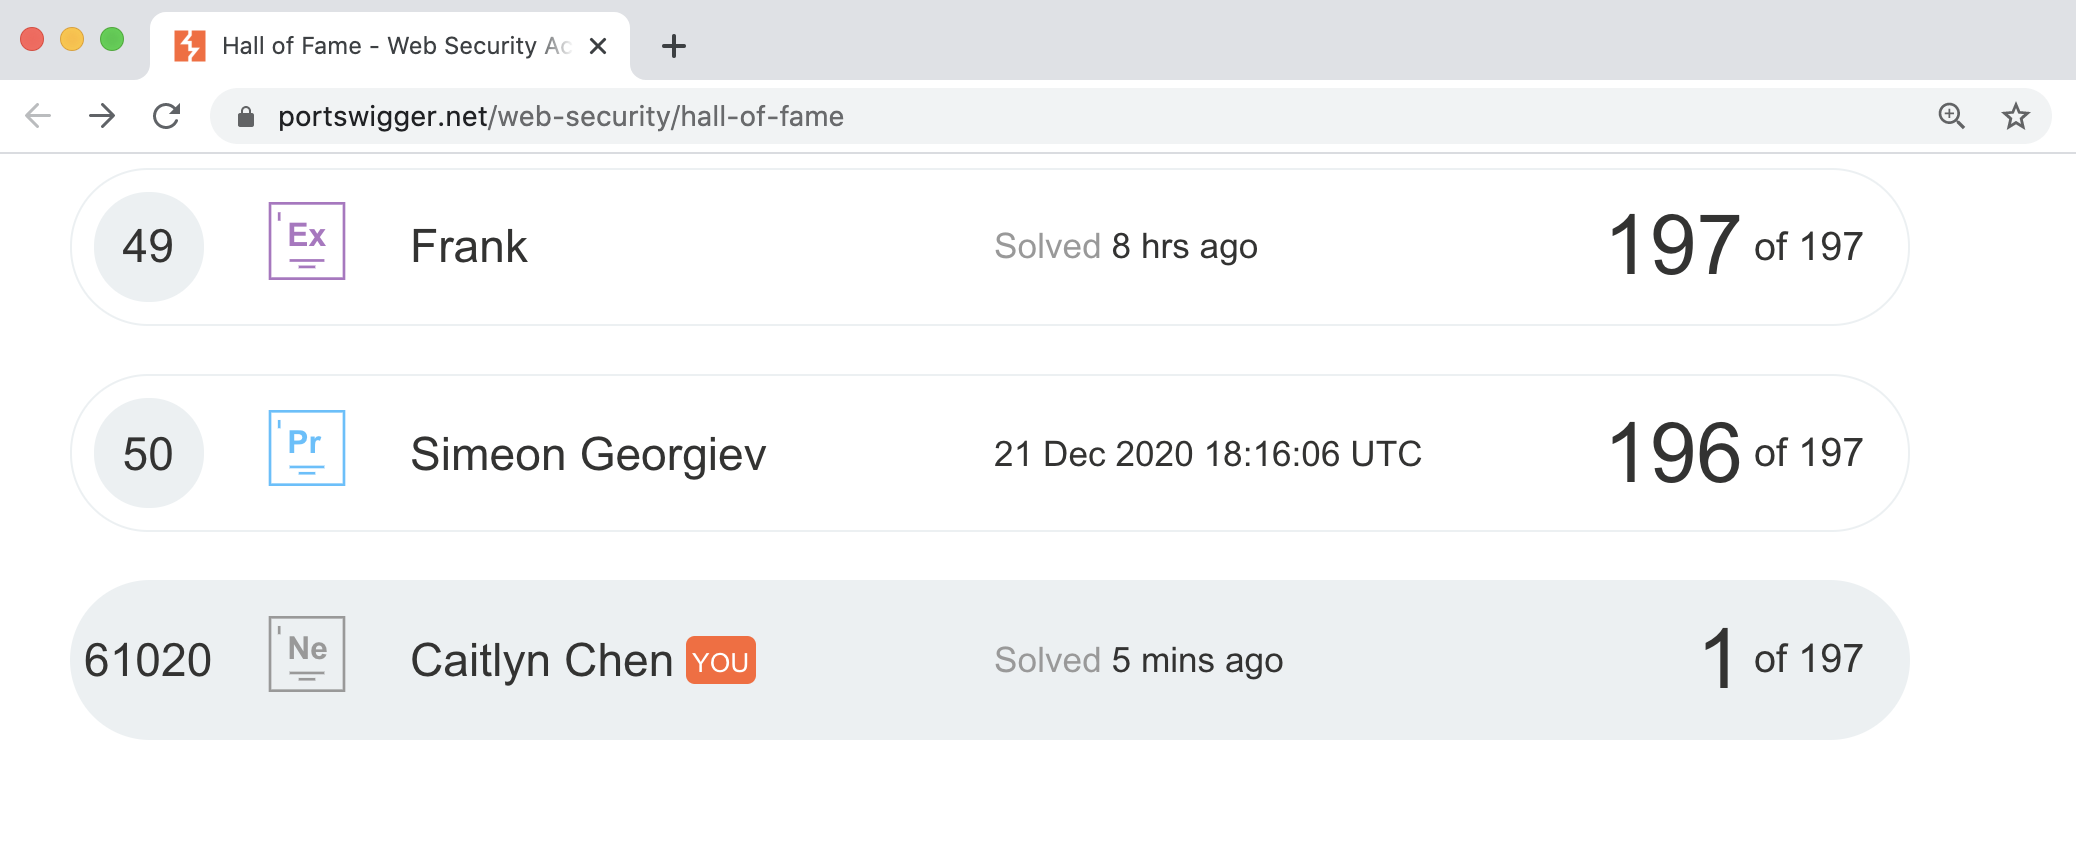 Hall of Fame - Web Security Ac
portswigger.net/web-security/hall-of-fame
49 Ex Frank Solved 8 hrs ago 197 of 197
50 Pr Simeon Georgiev 21 Dec 2020 18:16:06 UTC 196 of 197
61020 Ne Caitlyn Chen YOU Solved 5 mins ago 1 of 197